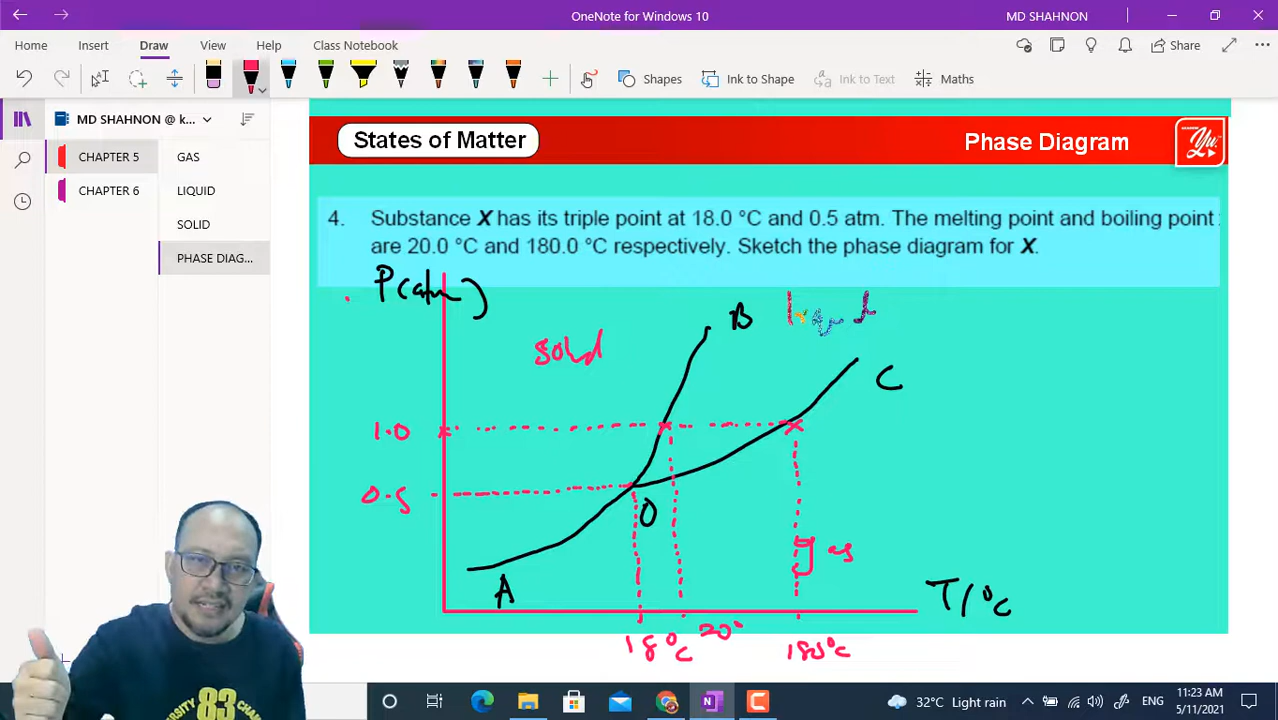 OneNote for Windows 10
MD SHAHNON
Home Insert Draw View Help Class Notebook
Share
Shapes
Ink to Shape
Ink to Text
Maths
MD SHAHNON @ k...
CHAPTER 5
CHAPTER 6
GAS
LIQUID
SOLID
PHASE DIAG...
States of Matter
Phase Diagram
4. Substance X has its triple point at 18.0 °C and 0.5 atm. The melting point and boiling point
are 20.0 °C and 180.0 °C respectively. Sketch the phase diagram for X.
P(atm)
B
liquid
solid
C
1.0
0.5
O
gas
A
T/°C
18°C
20°
180°C
83
32°C Light rain
ENG
11:23 AM
5/11/2021